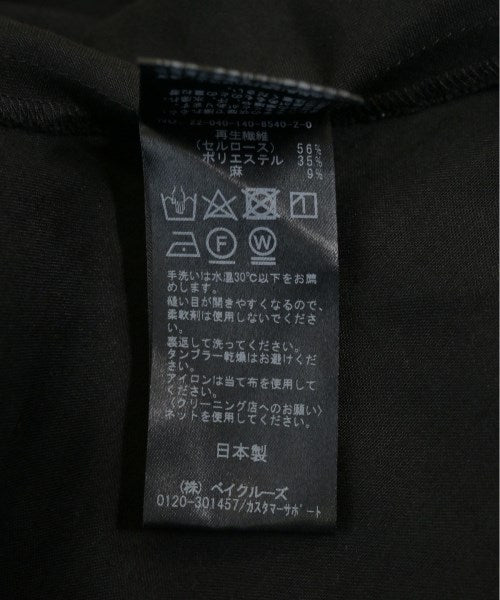 22-040-140-8540-2-0
再生繊維
(セルロース) 56%
ポリエステル 35%
麻 9%
F W
手洗いは水温30℃以下をお薦
めします。
縫い目が開きやすくなるので、
柔軟剤は使用しないでくださ
い。
裏返して洗ってください。
タンブラー乾燥はお避けくだ
さい。
アイロンは当て布を使用して
ください。
〈クリーニング店へのお願い〉
ネットを使用してください。
日本製
(株) ベイクルーズ
0120-301457/カスタマーサポート